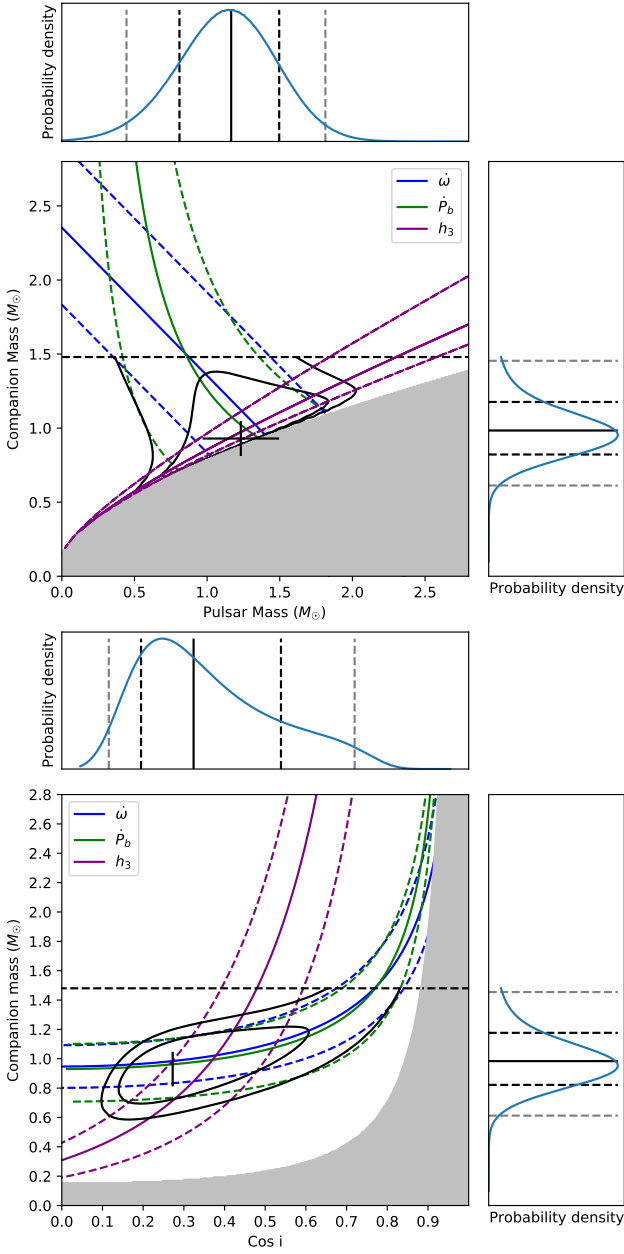 Probability density
Companion Mass (M☉)
2.5
2.0
1.5
1.0
0.5
0.0
ω̇
Ṗb
h3
0.0 0.5 1.0 1.5 2.0 2.5
Pulsar Mass (M☉)
Probability density
Probability density
Companion mass (M☉)
2.8
2.6
2.4
2.2
2.0
1.8
1.6
1.4
1.2
1.0
0.8
0.6
0.4
0.2
0.0
ω̇
Ṗb
h3
0.0 0.1 0.2 0.3 0.4 0.5 0.6 0.7 0.8 0.9
Cos i
Probability density